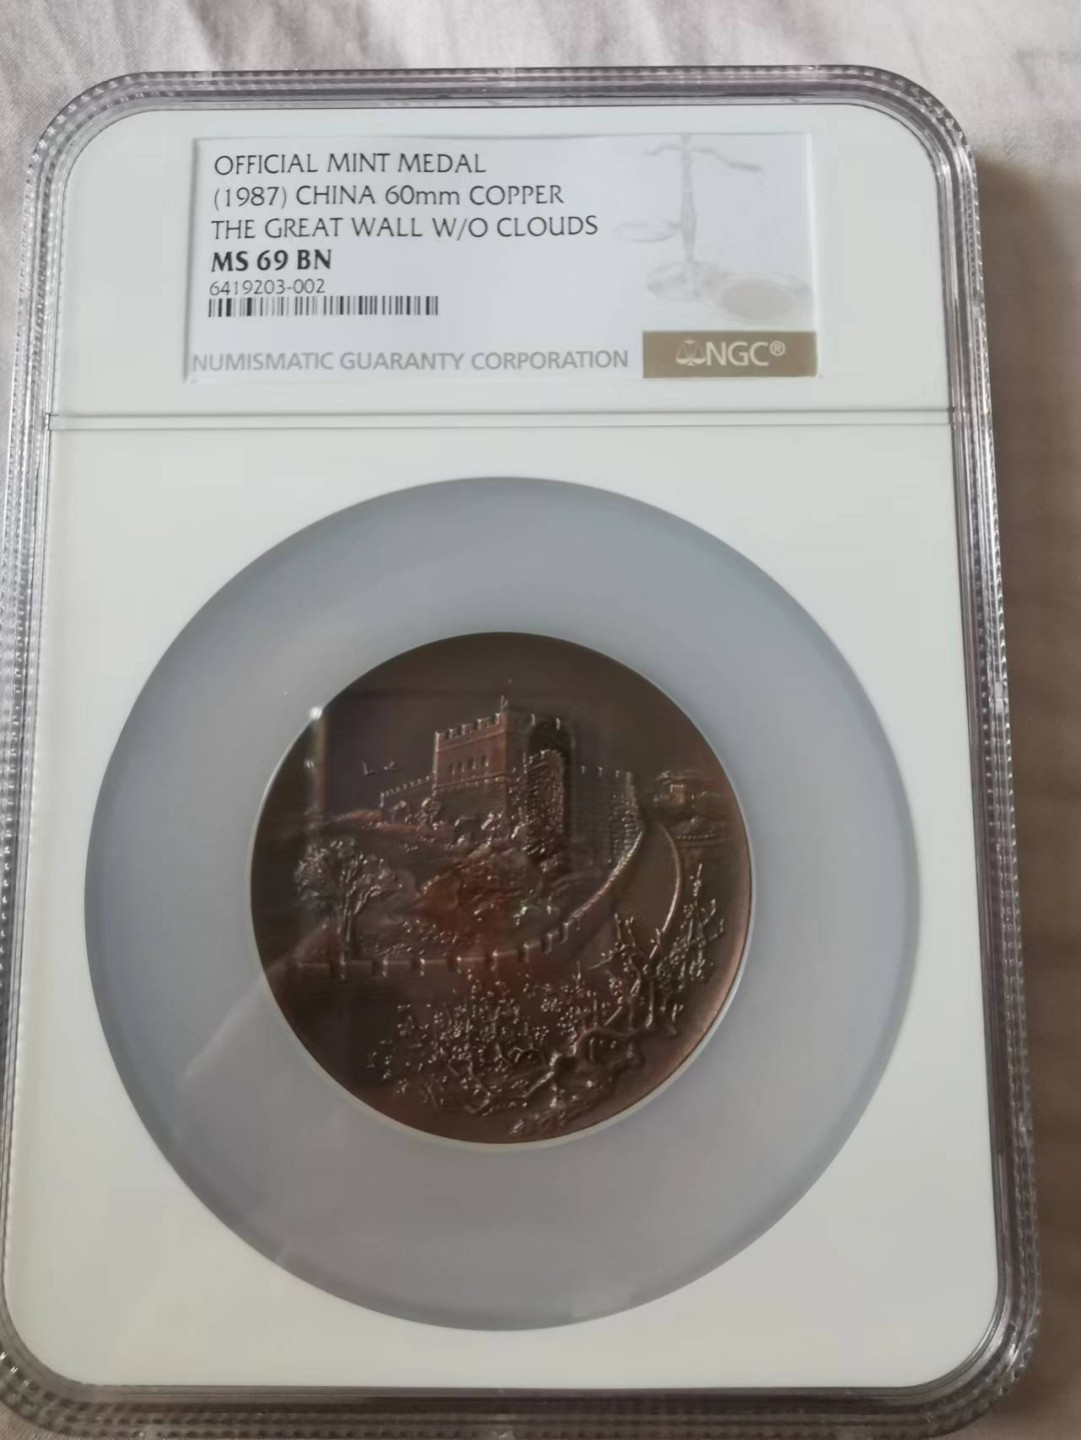 OFFICIAL MINT MEDAL
(1987) CHINA 60mm COPPER
THE GREAT WALL W/O CLOUDS
MS 69 BN
6419203-002
NUMISMATIC GUARANTY CORPORATION
NGC®